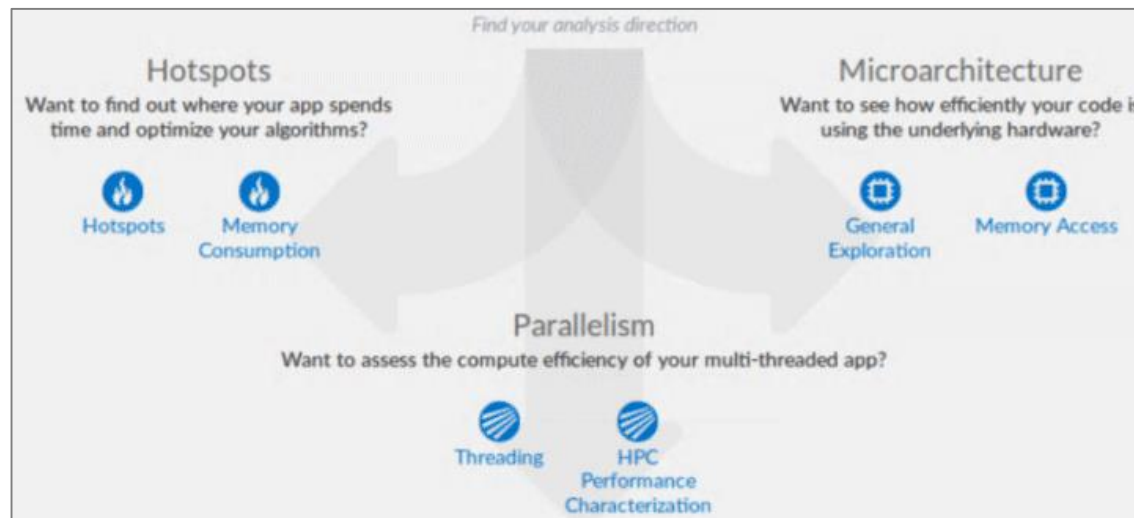 Find your analysis direction
Hotspots
Want to find out where your app spends
time and optimize your algorithms?
Hotspots
Memory
Consumption
Microarchitecture
Want to see how efficiently your code is
using the underlying hardware?
General
Exploration
Memory Access
Parallelism
Want to assess the compute efficiency of your multi-threaded app?
Threading
HPC
Performance
Characterization